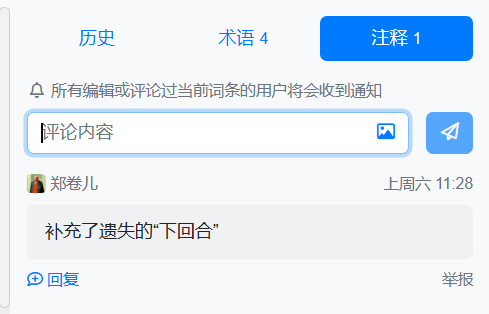 历史 术语 4 注释 1
所有编辑或评论过当前词条的用户将会收到通知
评论内容
郑卷儿 上周六 11:28
补充了遗失的“下回合”
回复 举报